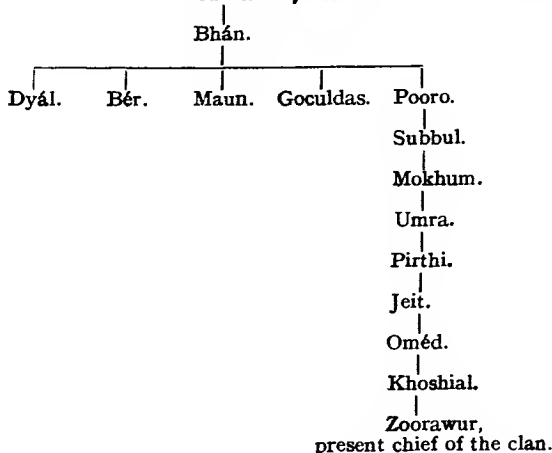 Bhán.
Dyál. Bér. Maun. Goculdas. Pooro.
Subbul.
Mokhum.
Umra.
Pirthi.
Jeit.
Oméd.
Khoshial.
Zoorawur,
present chief of the clan.